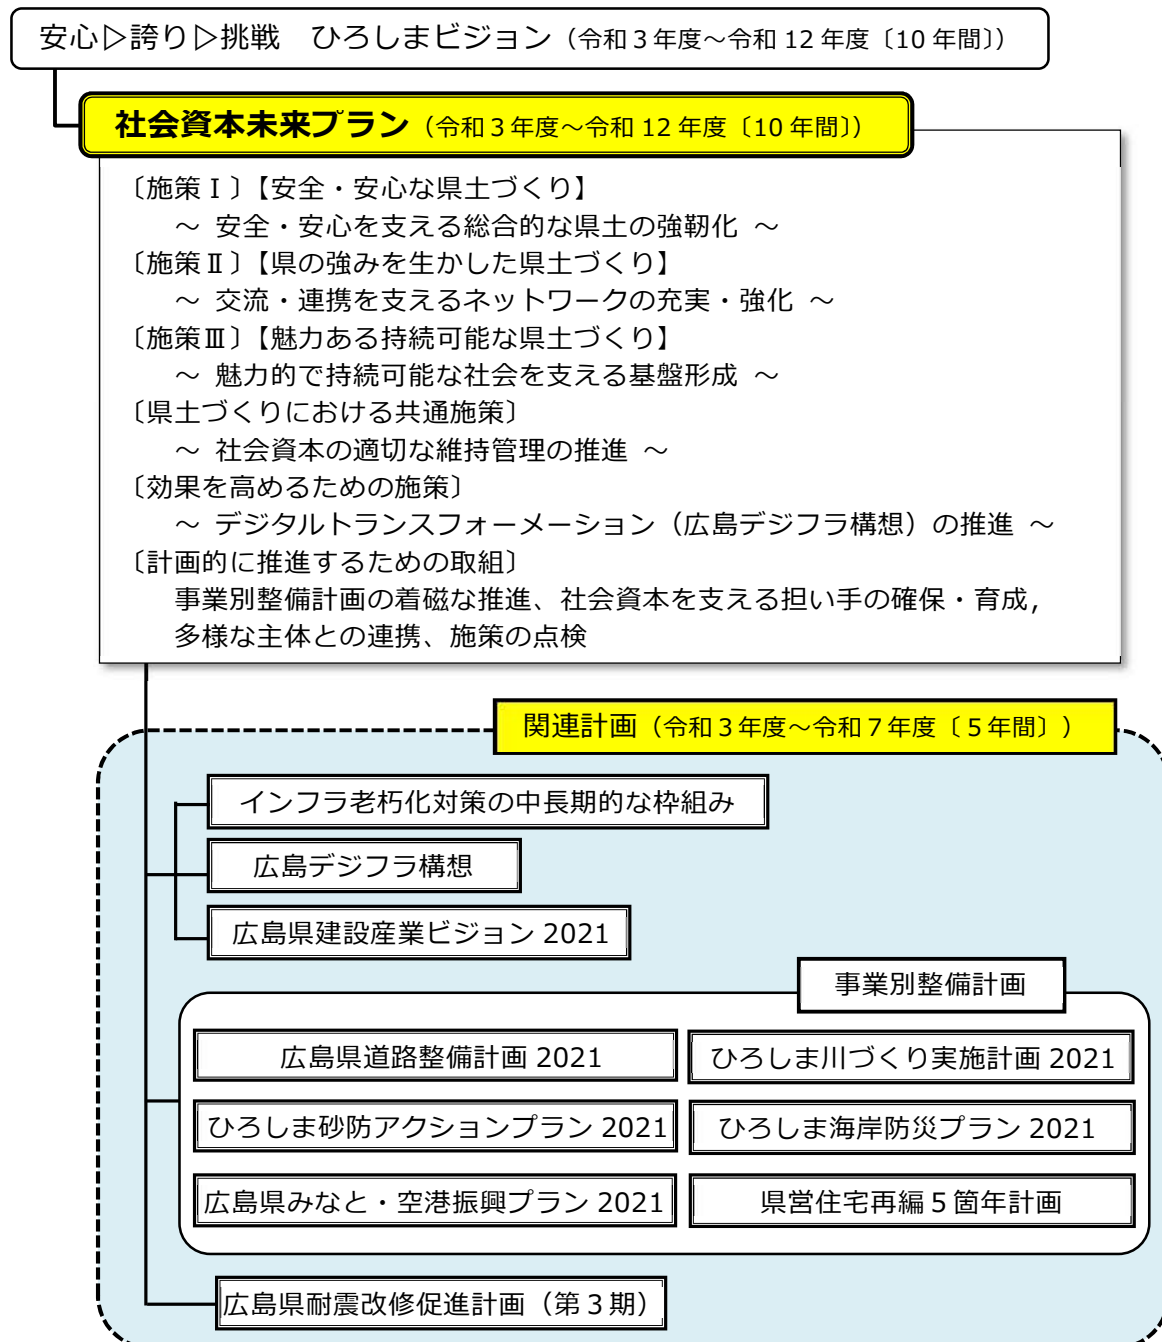 安心▷誇り▷挑戦　ひろしまビジョン（令和３年度～令和 12 年度〔10 年間〕）
社会資本未来プラン（令和３年度～令和 12 年度〔10 年間〕）
〔施策Ⅰ〕【安全・安心な県土づくり】
～ 安全・安心を支える総合的な県土の強靭化 ～
〔施策Ⅱ〕【県の強みを生かした県土づくり】
～ 交流・連携を支えるネットワークの充実・強化 ～
〔施策Ⅲ〕【魅力ある持続可能な県土づくり】
～ 魅力的で持続可能な社会を支える基盤形成 ～
〔県土づくりにおける共通施策〕
～ 社会資本の適切な維持管理の推進 ～
〔効果を高めるための施策〕
～ デジタルトランスフォーメーション（広島デジフラ構想）の推進 ～
〔計画的に推進するための取組〕
事業別整備計画の着磁な推進、社会資本を支える担い手の確保・育成，
多様な主体との連携、施策の点検
関連計画（令和３年度～令和７年度〔５年間〕）
インフラ老朽化対策の中長期的な枠組み
広島デジフラ構想
広島県建設産業ビジョン 2021
事業別整備計画
広島県道路整備計画 2021
ひろしま川づくり実施計画 2021
ひろしま砂防アクションプラン 2021
ひろしま海岸防災プラン 2021
広島県みなと・空港振興プラン 2021
県営住宅再編５箇年計画
広島県耐震改修促進計画（第３期）